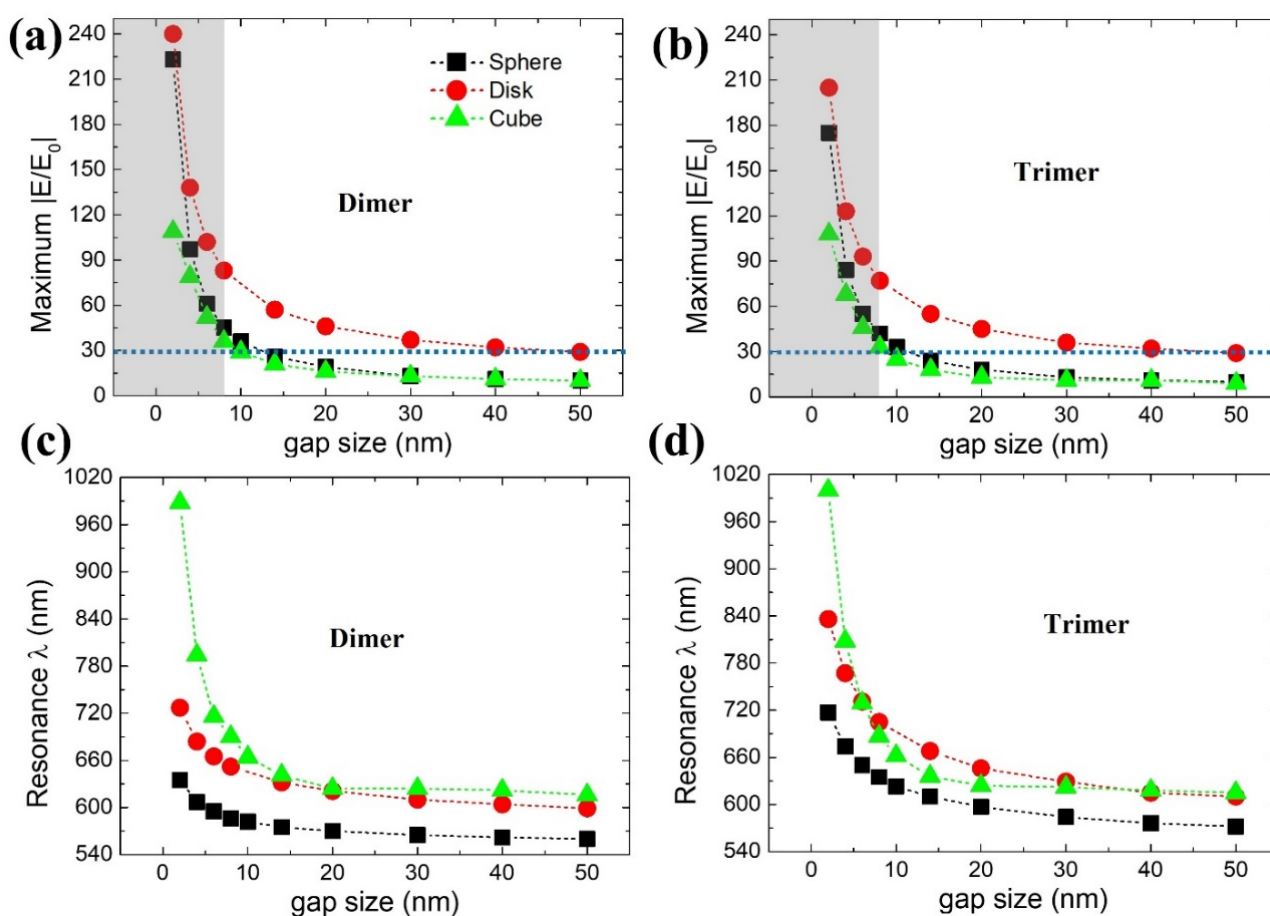 (a)
Maximum |E/E₀|
240
210
180
150
120
90
60
30
0
Sphere
Disk
Cube
Dimer
0 10 20 30 40 50
gap size (nm)
(b)
Maximum |E/E₀|
240
210
180
150
120
90
60
30
0
Trimer
0 10 20 30 40 50
gap size (nm)
(c)
Resonance λ (nm)
1020
960
900
840
780
720
660
600
540
Dimer
0 10 20 30 40 50
gap size (nm)
(d)
Resonance λ (nm)
1020
960
900
840
780
720
660
600
540
Trimer
0 10 20 30 40 50
gap size (nm)